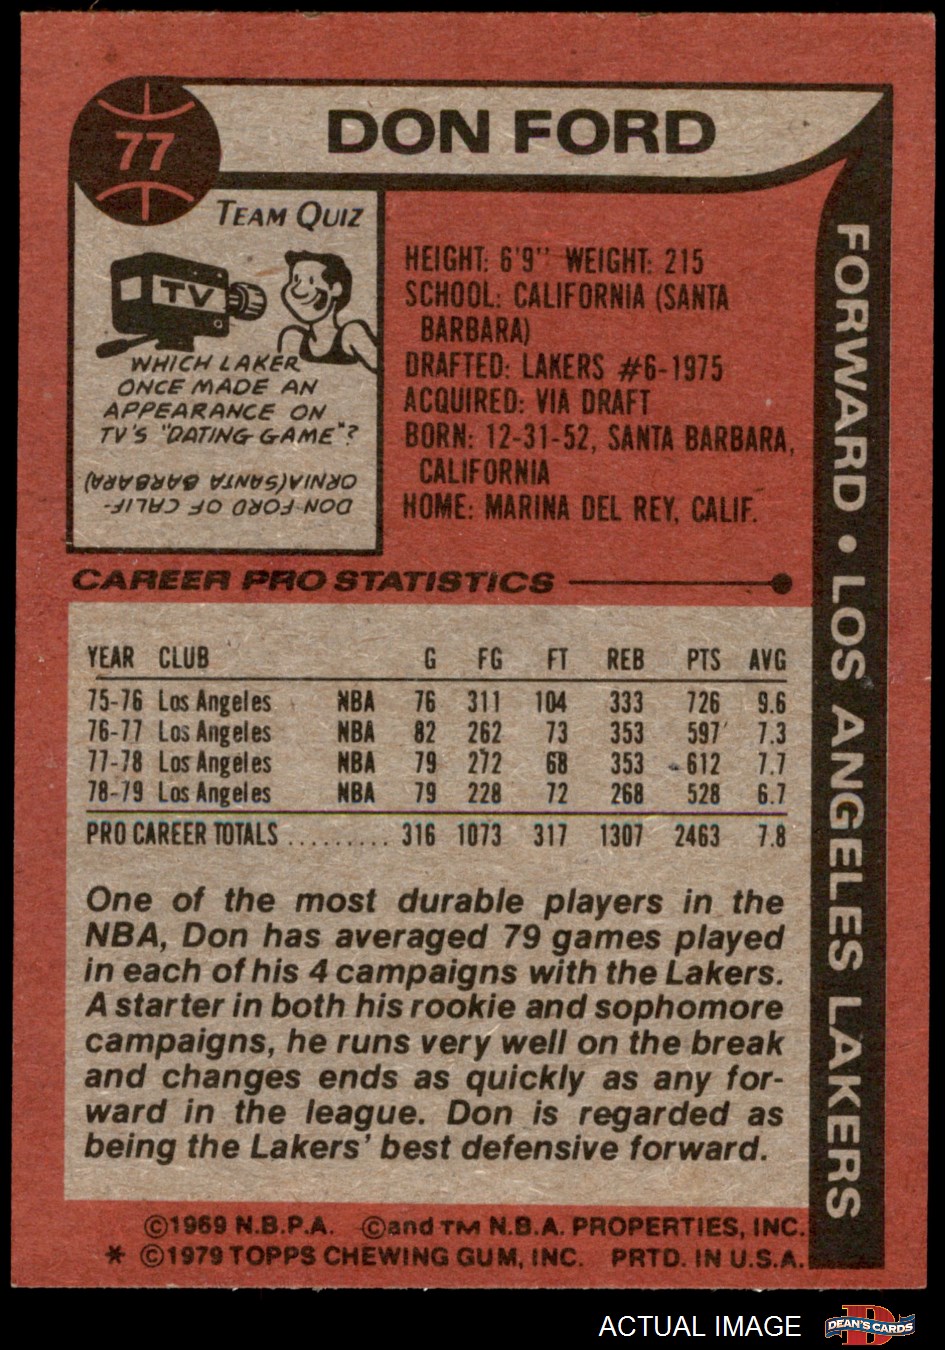 77
DON FORD
TEAM QUIZ
TV
WHICH LAKER
ONCE MADE AN
APPEARANCE ON
TV'S "DATING GAME"?
DON FORD OF CALIF-
ORNIA (SANTA BARBARA)
HEIGHT: 6'9" WEIGHT: 215
SCHOOL: CALIFORNIA (SANTA
BARBARA)
DRAFTED: LAKERS #6-1975
ACQUIRED: VIA DRAFT
BORN: 12-31-52, SANTA BARBARA,
CALIFORNIA
HOME: MARINA DEL REY, CALIF.
FORWARD • LOS ANGELES LAKERS
CAREER PRO STATISTICS
YEAR CLUB G FG FT REB PTS AVG
75-76 Los Angeles NBA 76 311 104 333 726 9.6
76-77 Los Angeles NBA 82 262 73 353 597 7.3
77-78 Los Angeles NBA 79 272 68 353 612 7.7
78-79 Los Angeles NBA 79 228 72 268 528 6.7
PRO CAREER TOTALS ......... 316 1073 317 1307 2463 7.8
One of the most durable players in the
NBA, Don has averaged 79 games played
in each of his 4 campaigns with the Lakers.
A starter in both his rookie and sophomore
campaigns, he runs very well on the break
and changes ends as quickly as any for-
ward in the league. Don is regarded as
being the Lakers' best defensive forward.
©1969 N.B.P.A. ©and TM N.B.A. PROPERTIES, INC.
* ©1979 TOPPS CHEWING GUM, INC. PRTD. IN U.S.A.
ACTUAL IMAGE
DEAN'S CARDS